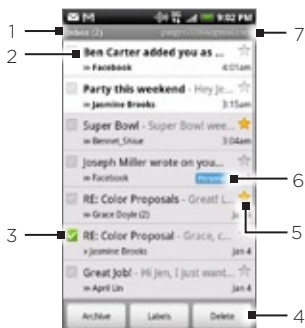 9:02 PM
1
Inbox (2)
7
2
Ben Carter added you as ...
» Facebook 4:01am
Party this weekend - Hey Je...
» Jasmine Brooks 3:15am
Super Bowl - Super Bowl wee...
» Bennet_Shiue 3:04am
Joseph Miller wrote on you...
» Facebook Personal
6
RE: Color Proposals - Great! L
» Grace Doyle (2)
5
3
RE: Color Proposal - Grace, c...
» Jasmine Brooks Jan 4
Great Job! - Hi Jen, I just want...
» April Lin Jan 4
Archive Labels Delete
4